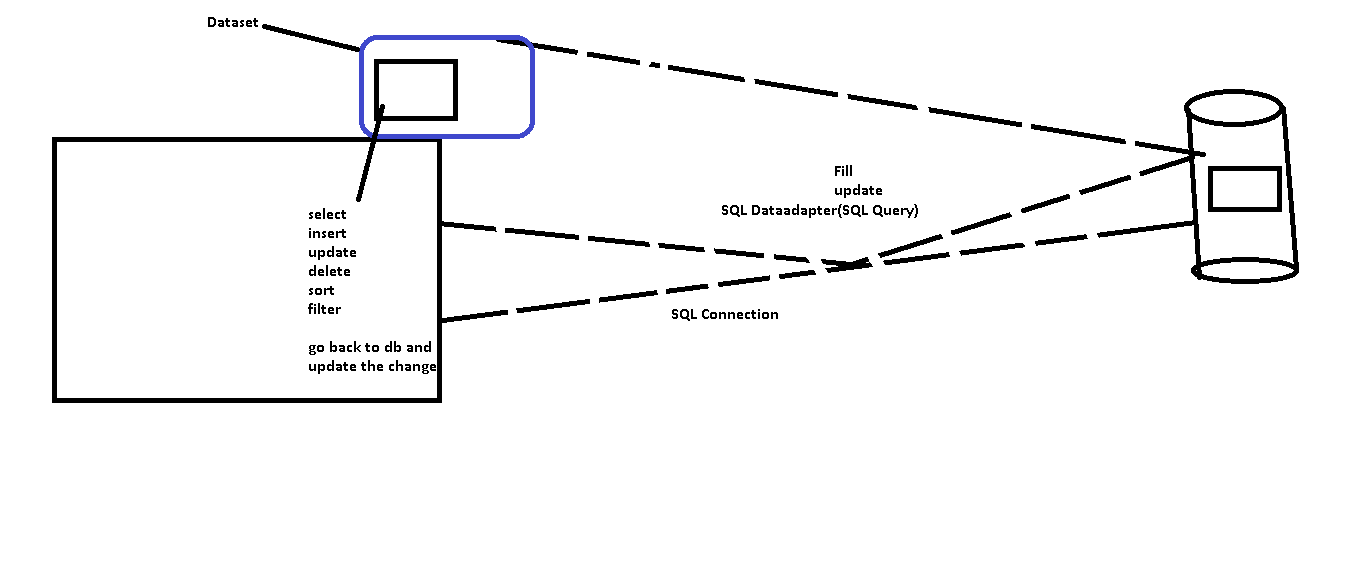 Dataset
Fill
update
SQL Dataadapter(SQL Query)
select
insert
update
delete
sort
filter
go back to db and
update the change
SQL Connection